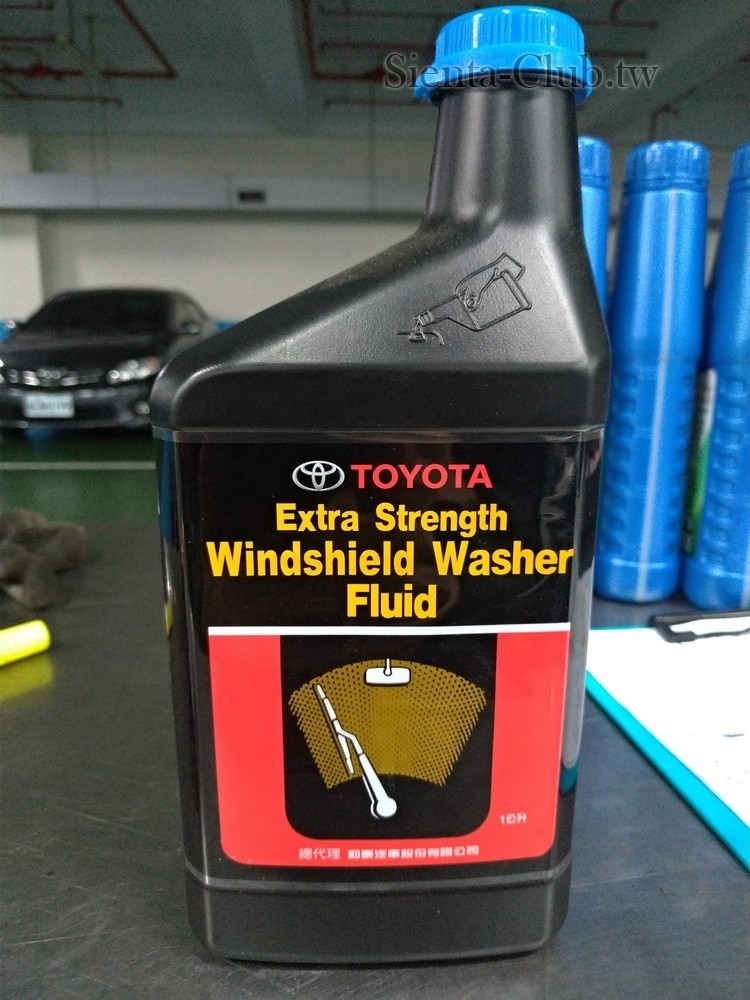 Sienta-Club.tw
TOYOTA
Extra Strength
Windshield Washer
Fluid
1公升
總代理 和泰汽車股份有限公司